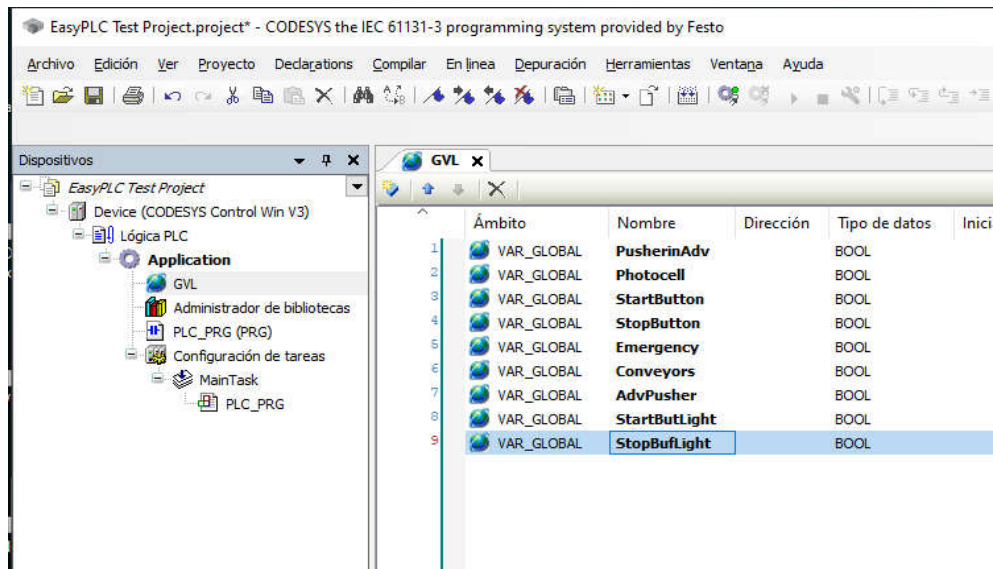 EasyPLC Test Project.project* - CODESYS the IEC 61131-3 programming system provided by Festo
Archivo Edición Ver Proyecto Declarations Compilar En línea Depuración Herramientas Ventana Ayuda
Dispositivos
EasyPLC Test Project
Device (CODESYS Control Win V3)
Lógica PLC
Application
GVL
Administrador de bibliotecas
PLC_PRG (PRG)
Configuración de tareas
MainTask
PLC_PRG
GVL
Ámbito Nombre Dirección Tipo de datos Inici
1 VAR_GLOBAL PusherinAdv BOOL
2 VAR_GLOBAL Photocell BOOL
3 VAR_GLOBAL StartButton BOOL
4 VAR_GLOBAL StopButton BOOL
5 VAR_GLOBAL Emergency BOOL
6 VAR_GLOBAL Conveyors BOOL
7 VAR_GLOBAL AdvPusher BOOL
8 VAR_GLOBAL StartButLight BOOL
9 VAR_GLOBAL StopBufLight BOOL